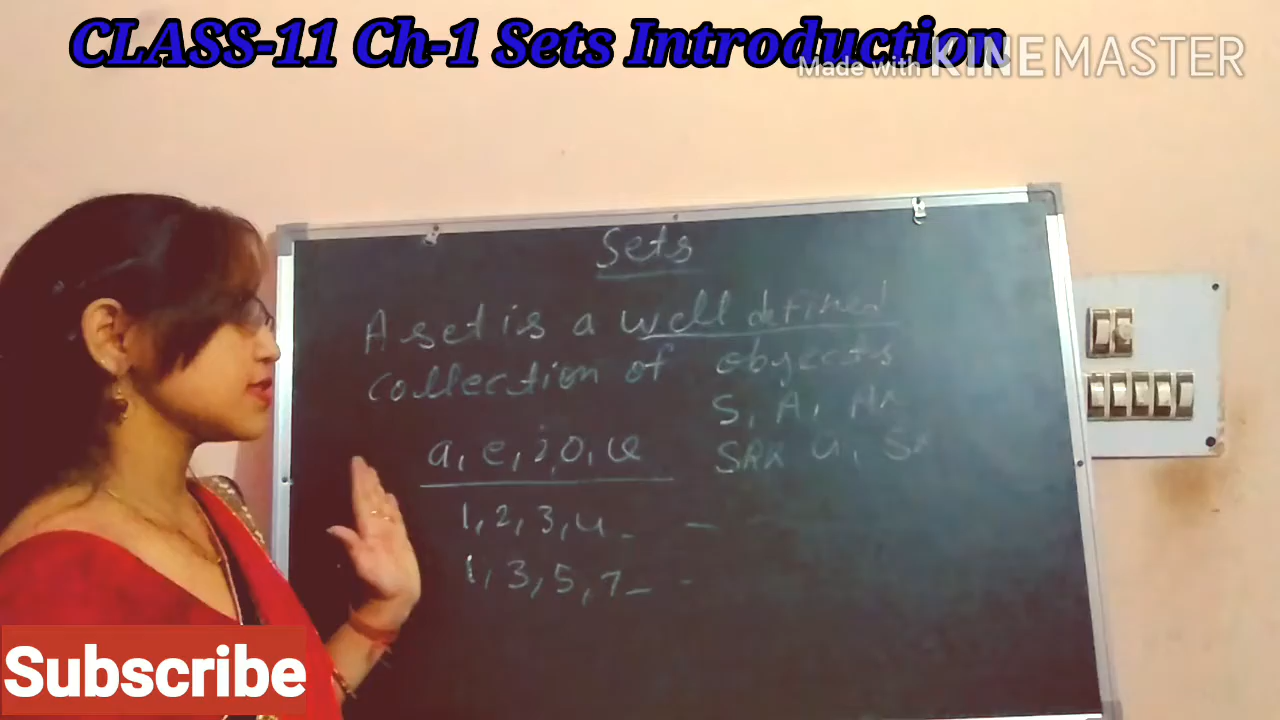 CLASS-11 Ch-1 Sets Introduction
Made with KINEMASTER
Sets
A set is a well defined
collection of objects
S, A,
a, e, i, o, u
SRK
1, 2, 3, 4 - -
1, 3, 5, 7 - -
Subscribe